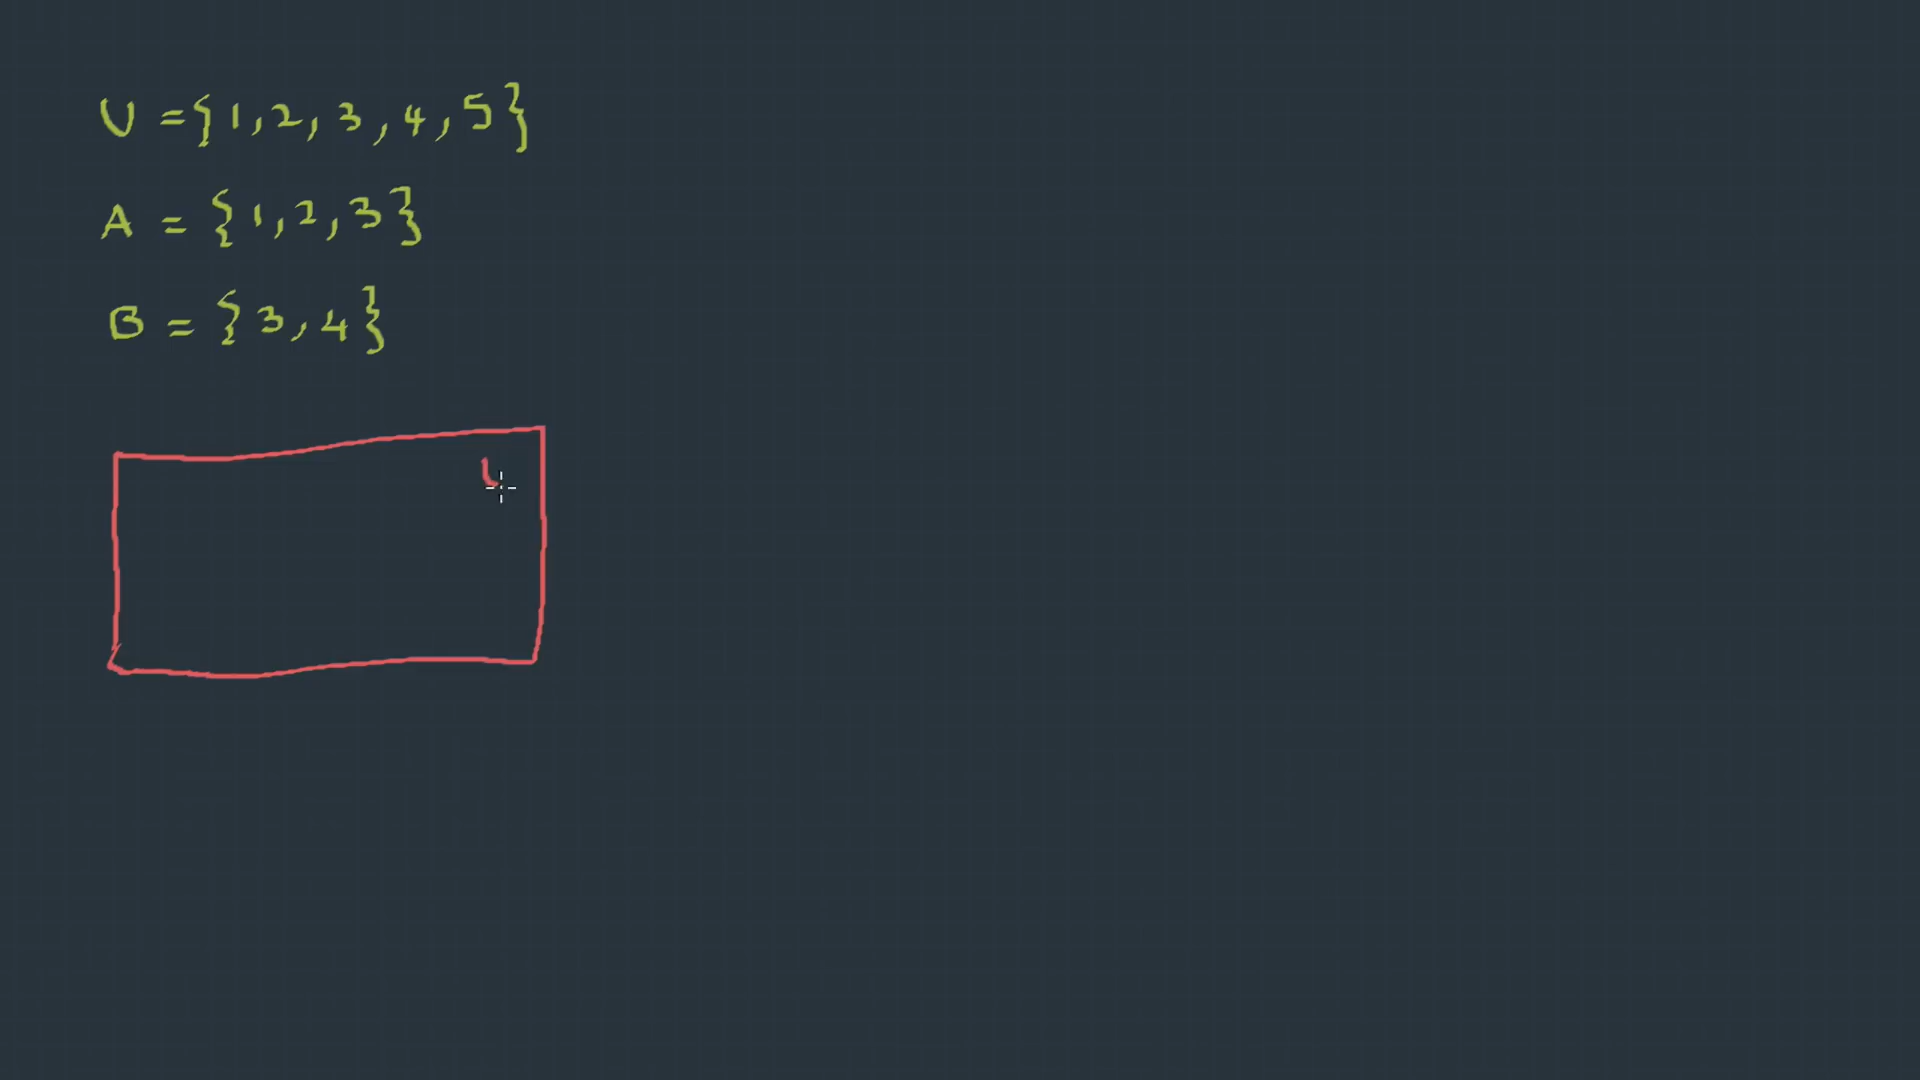 U = {1, 2, 3, 4, 5}
A = {1, 2, 3}
B = {3, 4}